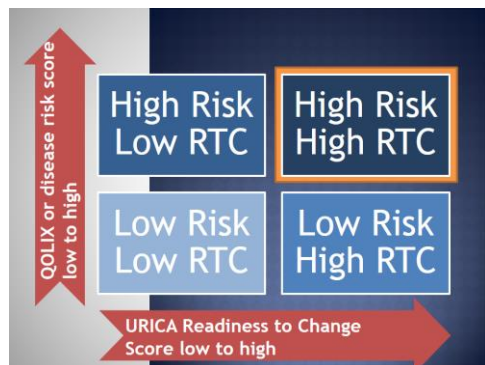 QOLIX or disease risk score
low to high
High Risk
Low RTC
High Risk
High RTC
Low Risk
Low RTC
Low Risk
High RTC
URICA Readiness to Change
Score low to high